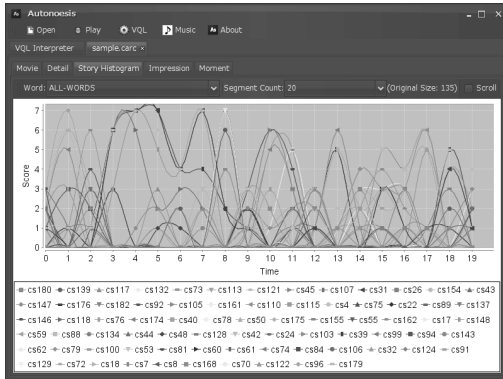 Autonoesis
Open Play VQL Music About
VQL Interpreter sample.carc ×
Movie Detail Story Histogram Impression Moment
Word: ALL-WORDS Segment Count: 20 (Original Size: 135) Scroll
Score
7
6
5
4
3
2
1
0
0 1 2 3 4 5 6 7 8 9 10 11 12 13 14 15 16 17 18 19
Time
cs180 cs139 cs117 cs132 cs73 cs113 cs121 cs45 cs107 cs31 cs26 cs154 cs43
cs147 cs176 cs182 cs92 cs105 cs161 cs110 cs115 cs4 cs75 cs22 cs89 cs137
cs146 cs118 cs76 cs174 cs40 cs78 cs50 cs175 cs155 cs55 cs162 cs17 cs148
cs59 cs88 cs134 cs44 cs48 cs128 cs42 cs24 cs103 cs39 cs99 cs94 cs143
cs62 cs79 cs100 cs53 cs81 cs60 cs61 cs74 cs84 cs106 cs32 cs124 cs91
cs129 cs72 cs18 cs7 cs8 cs168 cs70 cs122 cs96 cs179